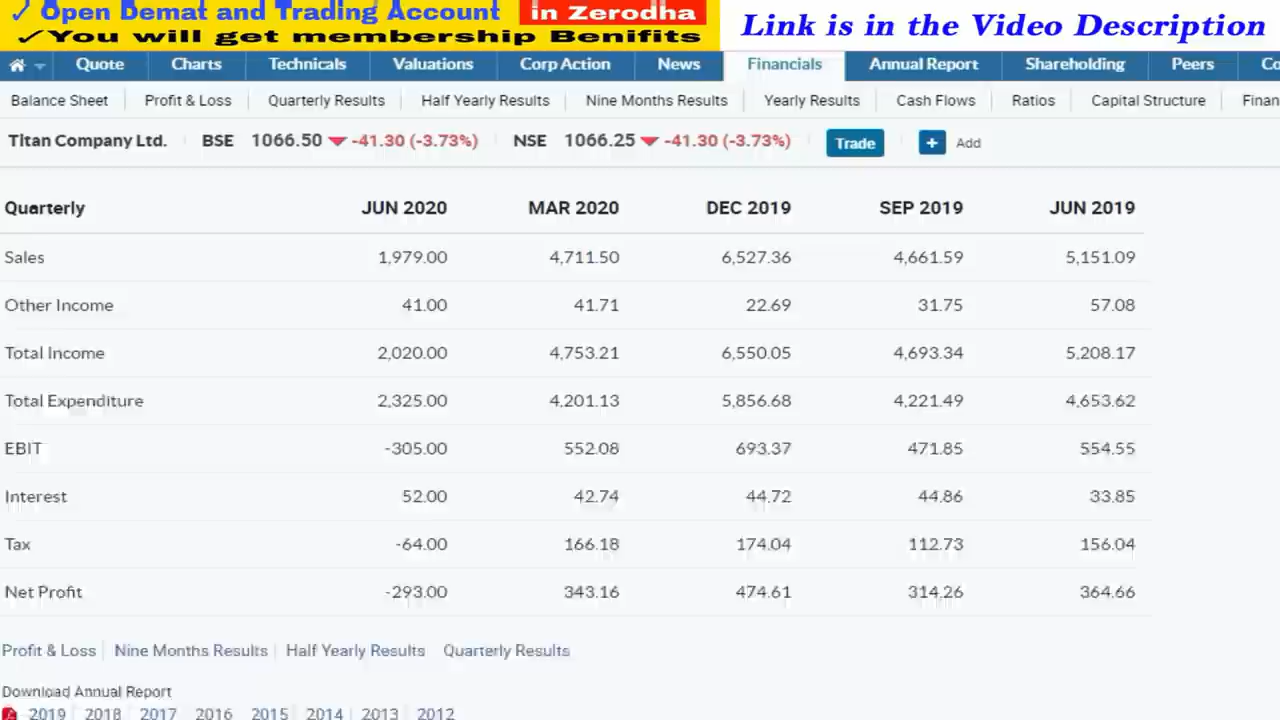 ✓ Open Demat and Trading Account in Zerodha
✓You will get membership Benifits
Link is in the Video Description
Quote Charts Technicals Valuations Corp Action News Financials Annual Report Shareholding Peers Co
Balance Sheet Profit & Loss Quarterly Results Half Yearly Results Nine Months Results Yearly Results Cash Flows Ratios Capital Structure Finan
Titan Company Ltd. BSE 1066.50 -41.30 (-3.73%) NSE 1066.25 -41.30 (-3.73%) Trade + Add
Quarterly JUN 2020 MAR 2020 DEC 2019 SEP 2019 JUN 2019
Sales 1,979.00 4,711.50 6,527.36 4,661.59 5,151.09
Other Income 41.00 41.71 22.69 31.75 57.08
Total Income 2,020.00 4,753.21 6,550.05 4,693.34 5,208.17
Total Expenditure 2,325.00 4,201.13 5,856.68 4,221.49 4,653.62
EBIT -305.00 552.08 693.37 471.85 554.55
Interest 52.00 42.74 44.72 44.86 33.85
Tax -64.00 166.18 174.04 112.73 156.04
Net Profit -293.00 343.16 474.61 314.26 364.66
Profit & Loss Nine Months Results Half Yearly Results Quarterly Results
Download Annual Report
2019 2018 2017 2016 2015 2014 2013 2012